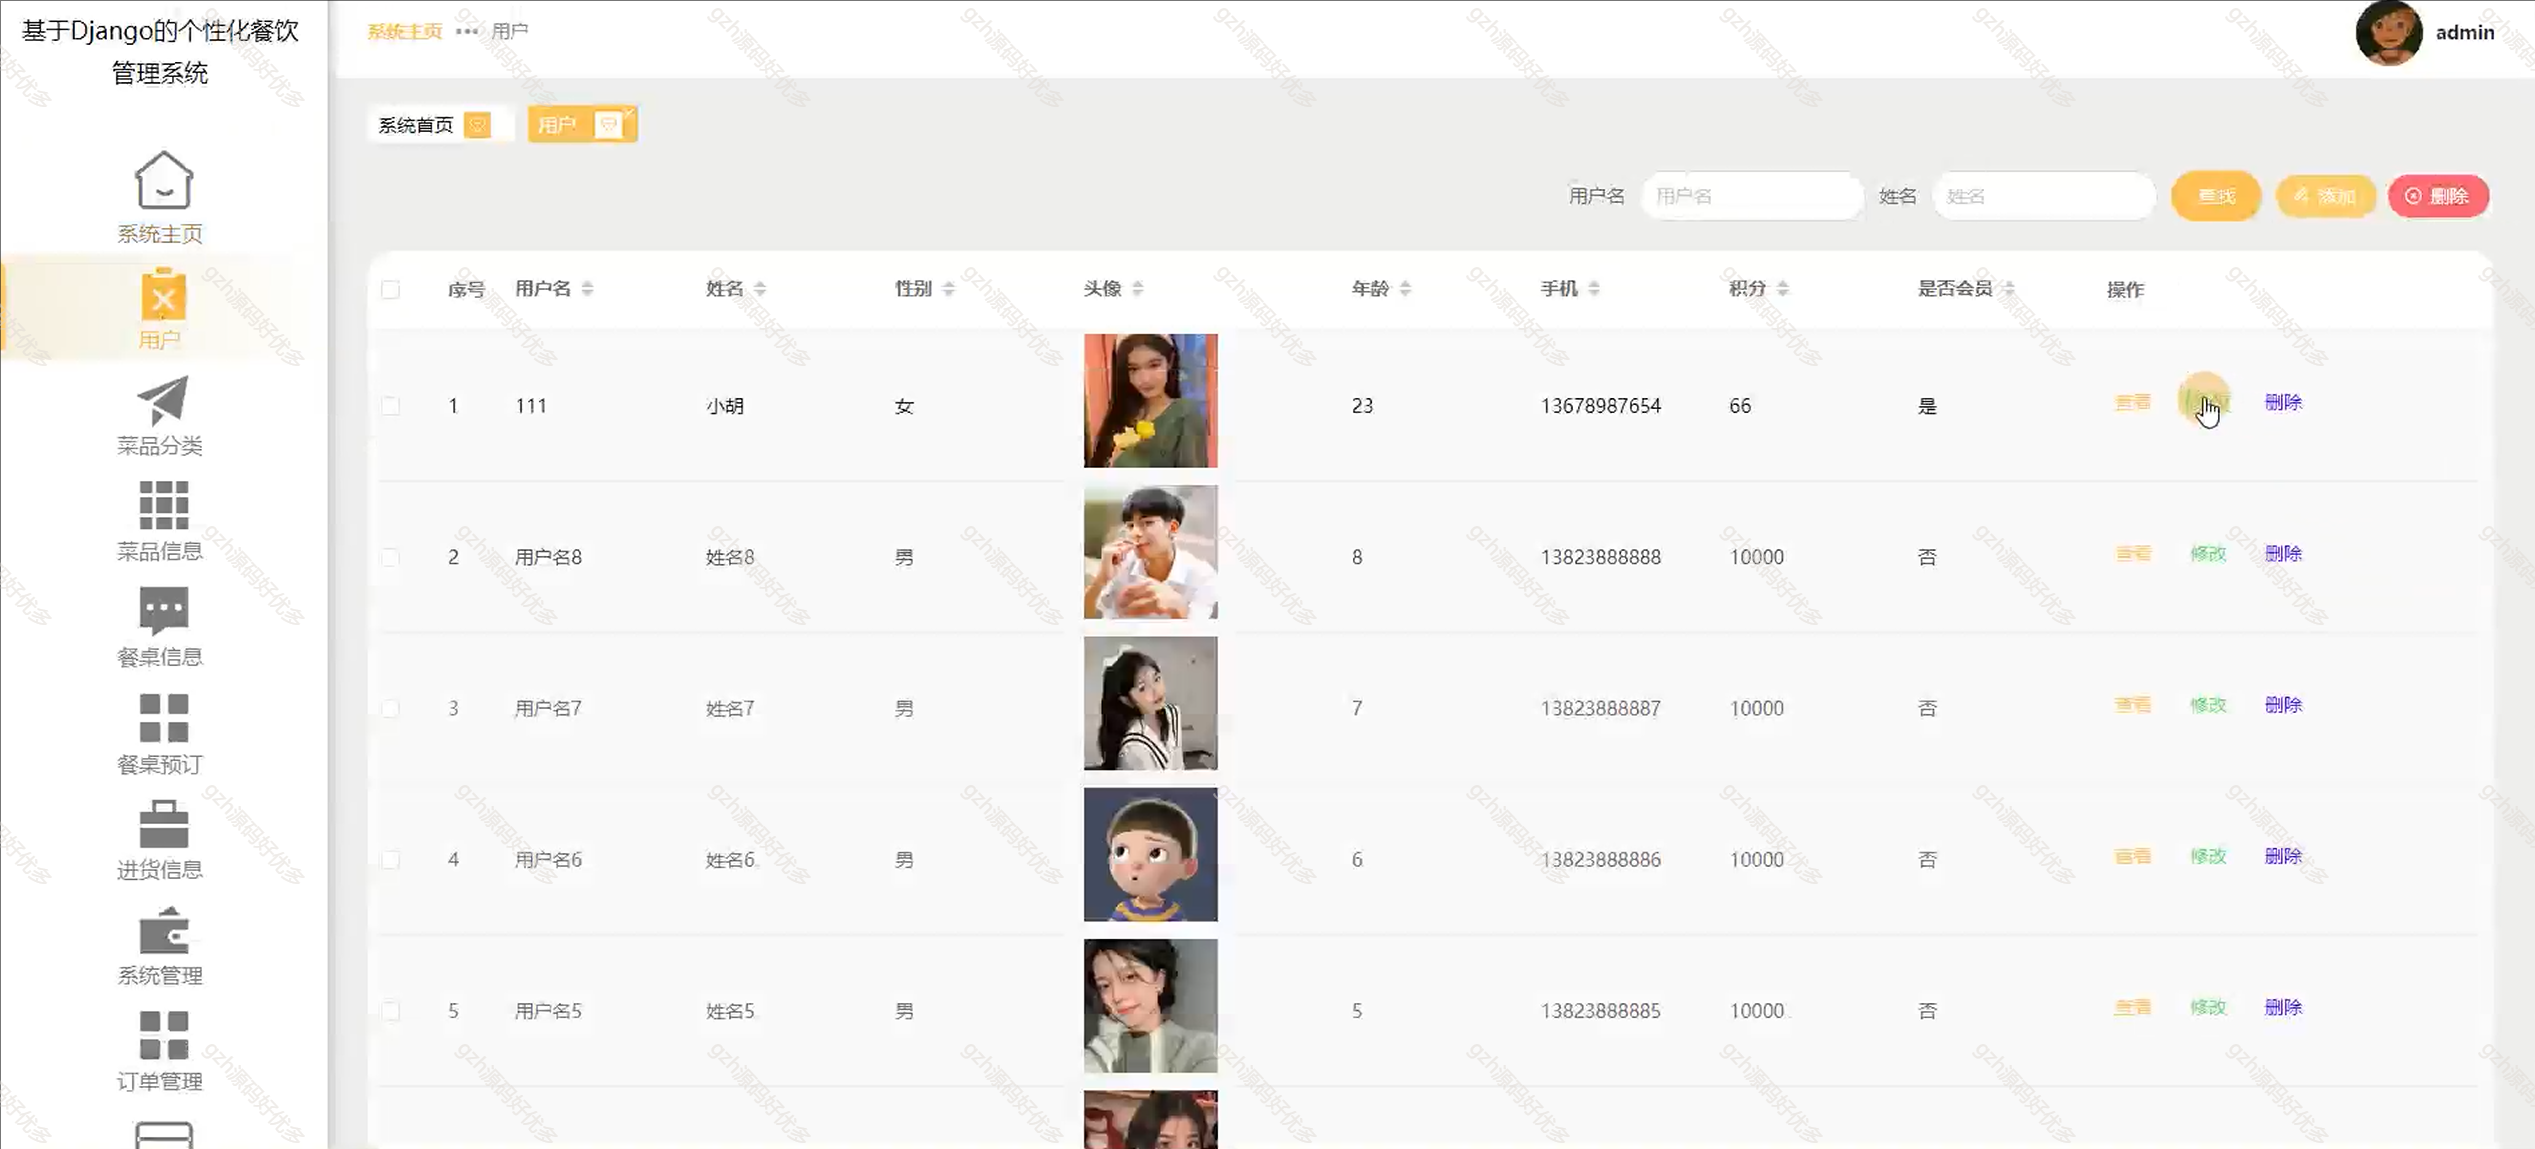 基于Django的个性化餐饮
管理系统
系统主页 ••• 用户
admin
系统首页
用户
用户名 用户名 姓名 姓名 查找 添加 删除
系统主页
用户
菜品分类
菜品信息
餐桌信息
餐桌预订
进货信息
系统管理
订单管理
序号 用户名 姓名 性别 头像 年龄 手机 积分 是否会员 操作
1 111 小胡 女 23 13678987654 66 是 查看 修改 删除
2 用户名8 姓名8 男 8 13823888888 10000 否 查看 修改 删除
3 用户名7 姓名7 男 7 13823888887 10000 否 查看 修改 删除
4 用户名6 姓名6 男 6 13823888886 10000 否 查看 修改 删除
5 用户名5 姓名5 男 5 13823888885 10000 否 查看 修改 删除
gzh源码好优多